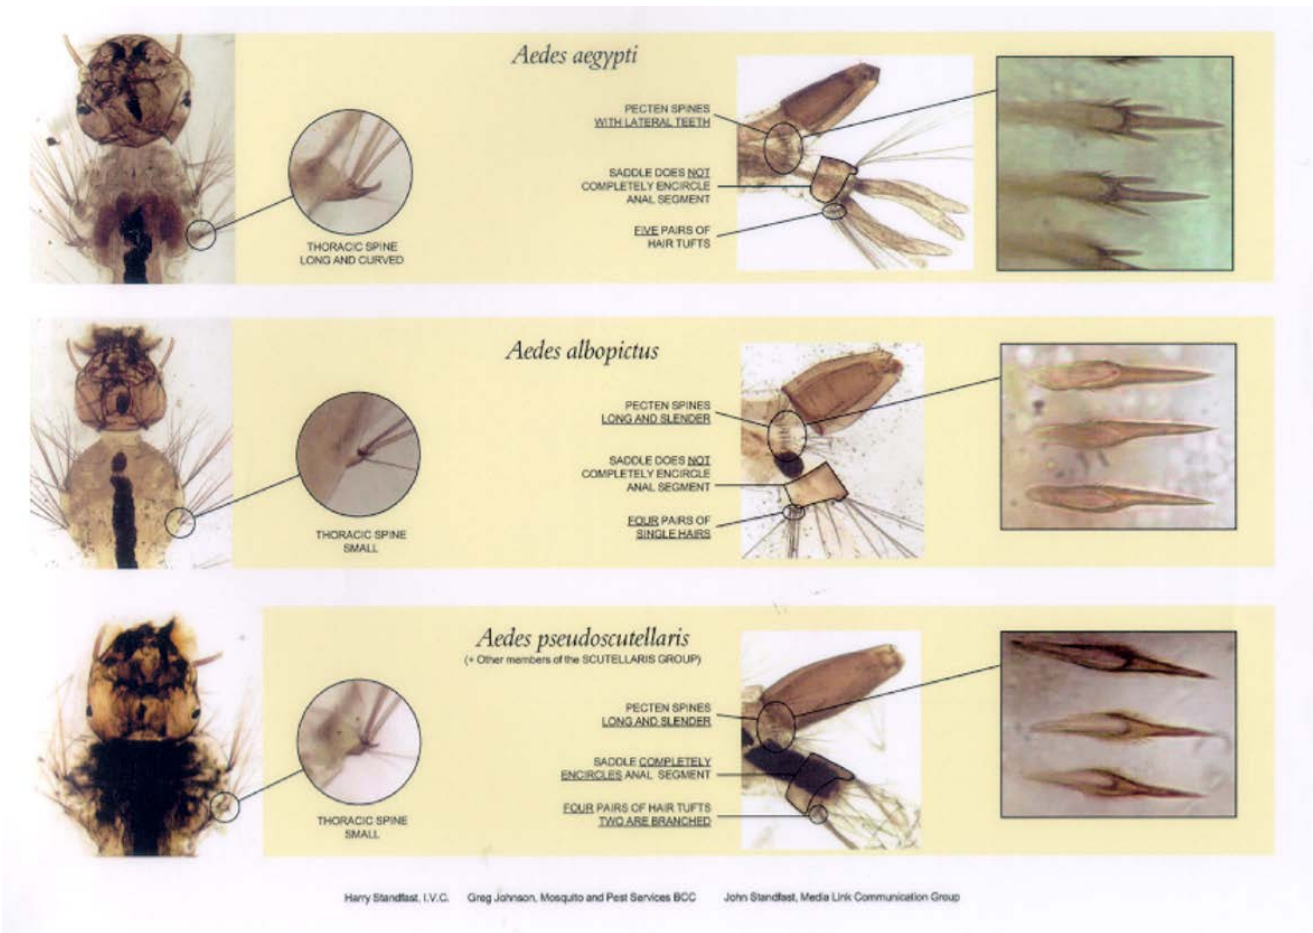 Aedes aegypti
PECTEN SPINES
WITH LATERAL TEETH
SADDLE DOES NOT
COMPLETELY ENCIRCLE
ANAL SEGMENT
FIVE PAIRS OF
HAIR TUFTS
THORACIC SPINE
LONG AND CURVED
Aedes albopictus
PECTEN SPINES
LONG AND SLENDER
SADDLE DOES NOT
COMPLETELY ENCIRCLE
ANAL SEGMENT
FOUR PAIRS OF
SINGLE HAIRS
THORACIC SPINE
SMALL
Aedes pseudoscutellaris
(+ Other members of the SCUTELLARIS GROUP)
PECTEN SPINES
LONG AND SLENDER
SADDLE COMPLETELY
ENCIRCLES ANAL SEGMENT
FOUR PAIRS OF HAIR TUFTS
TWO ARE BRANCHED
THORACIC SPINE
SMALL
Harry Standfast, I.V.C. Greg Johnson, Mosquito and Pest Services BCC John Standfast, Media Link Communication Group